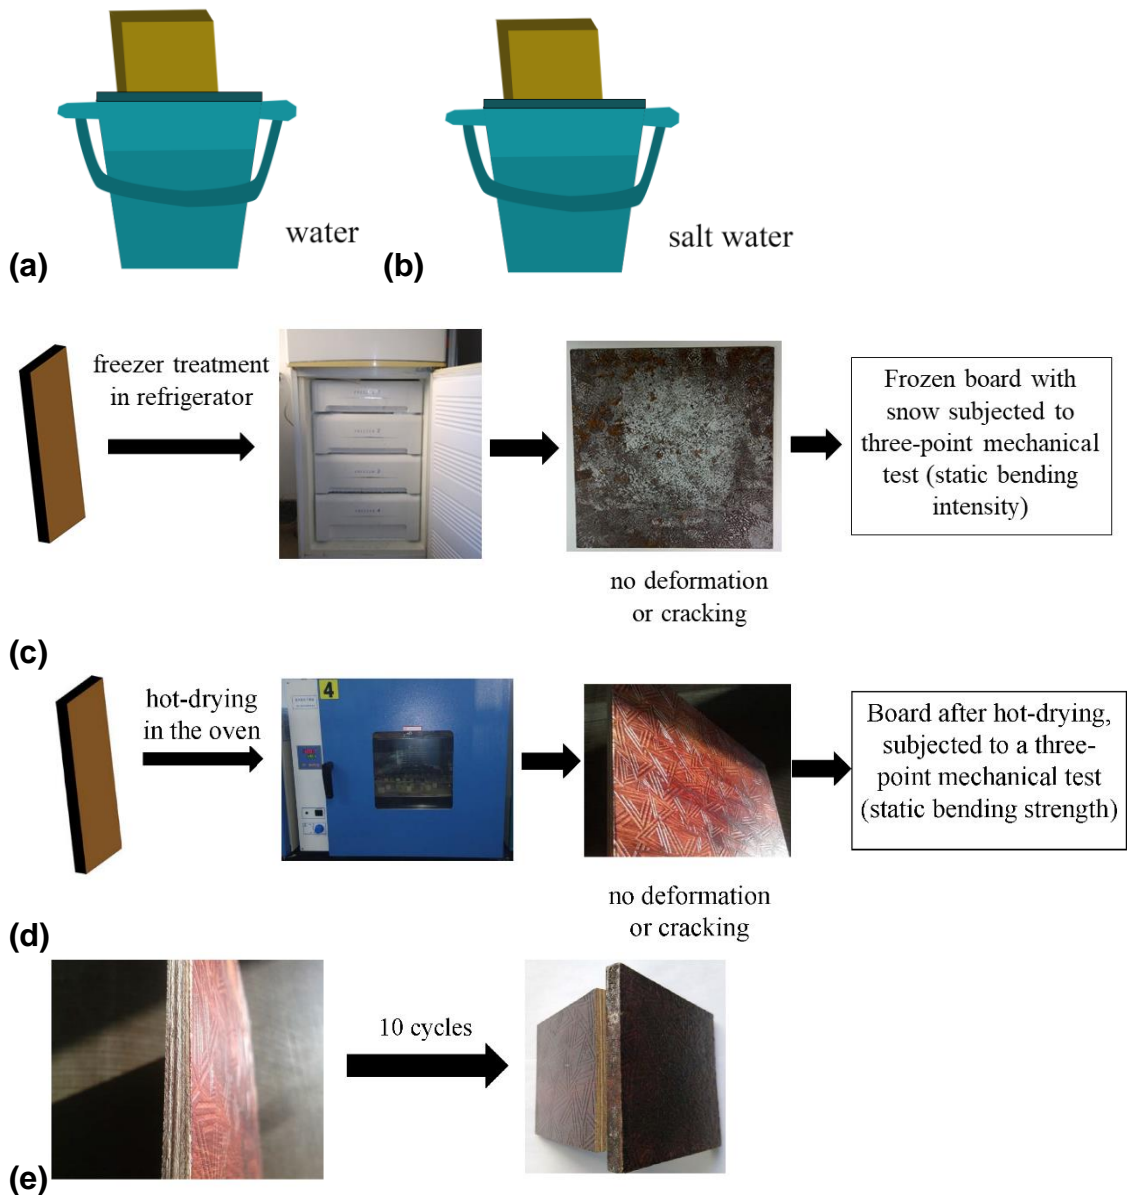 water
salt water
(a)
(b)
freezer treatment
in refrigerator
Frozen board with
snow subjected to
three-point mechanical
test (static bending
intensity)
no deformation
or cracking
(c)
hot-drying
in the oven
4
Board after hot-drying,
subjected to a three-
point mechanical test
(static bending strength)
no deformation
or cracking
(d)
10 cycles
(e)